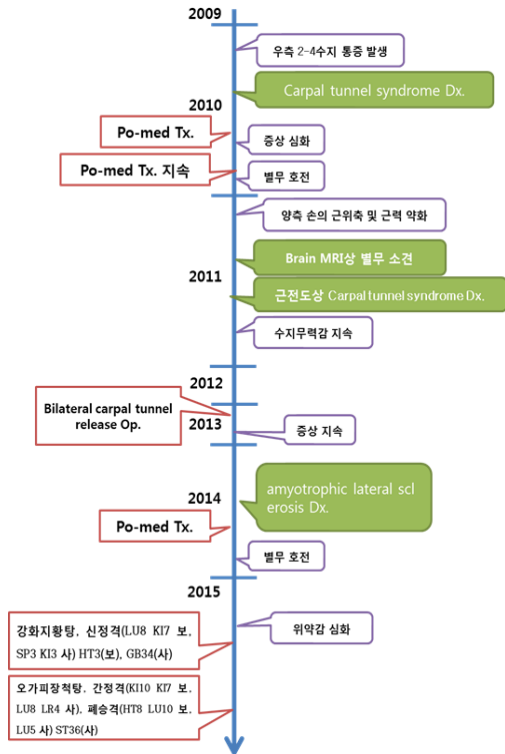 2009
우측 2-4수지 통증 발생
Carpal tunnel syndrome Dx.
2010
Po-med Tx.
증상 심화
Po-med Tx. 지속
별무 호전
양측 손의 근위축 및 근력 약화
Brain MRI상 별무 소견
2011
근전도상 Carpal tunnel syndrome Dx.
수지무력감 지속
2012
Bilateral carpal tunnel
release Op.
2013
증상 지속
amyotrophic lateral scl
erosis Dx.
2014
Po-med Tx.
별무 호전
2015
강화지황탕, 신정격(LU8 KI7 보,
SP3 KI3 사) HT3(보), GB34(사)
위약감 심화
오가피장척탕, 간정격(KI10 KI7 보,
LU8 LR4 사), 폐승격(HT8 LU10 보,
LU5 사) ST36(사)